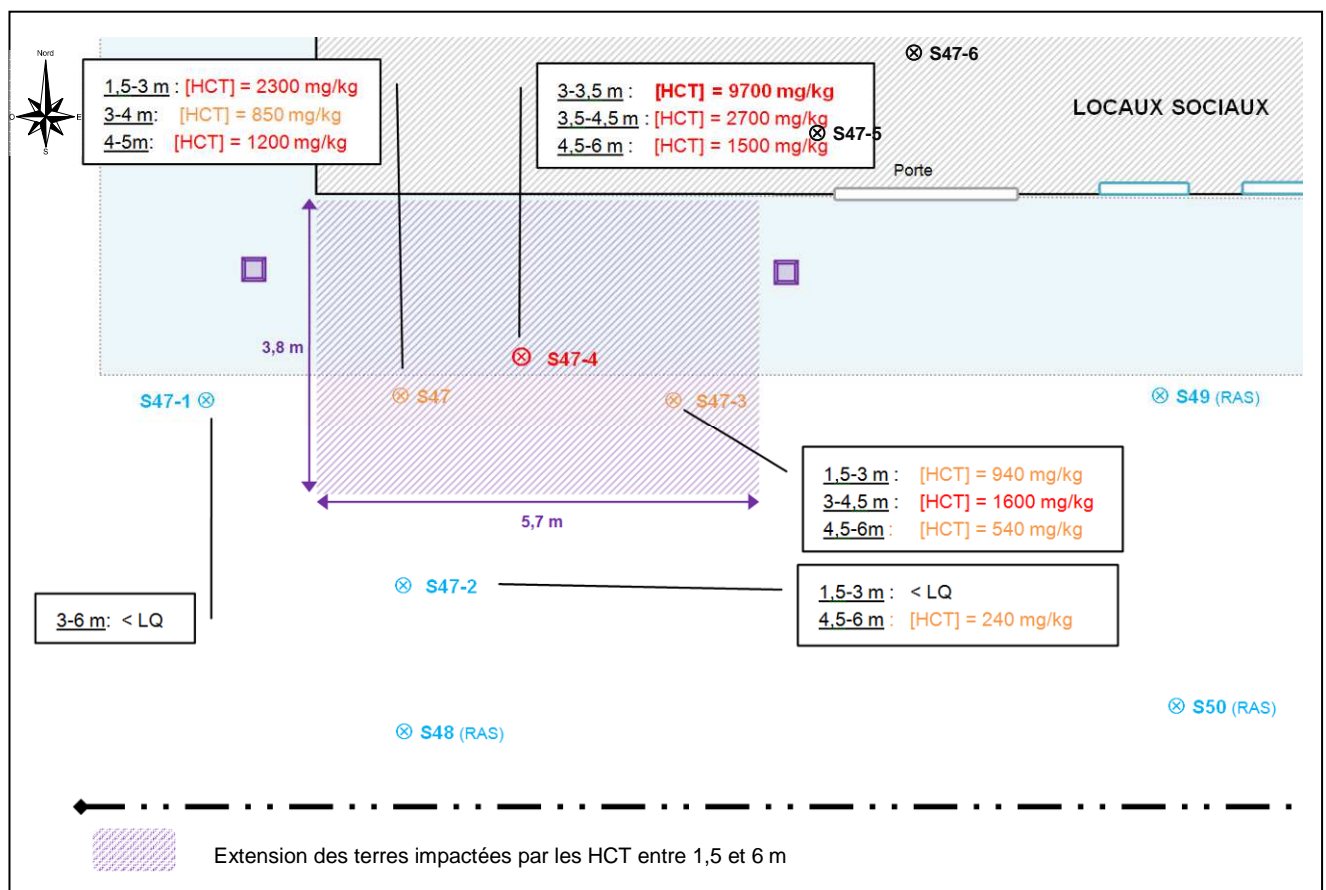 Nord
O
E
S
S47-6
1,5-3 m : [HCT] = 2300 mg/kg
3-4 m: [HCT] = 850 mg/kg
4-5m: [HCT] = 1200 mg/kg
3-3,5 m : [HCT] = 9700 mg/kg
3,5-4,5 m : [HCT] = 2700 mg/kg
4,5-6 m : [HCT] = 1500 mg/kg
S47-5
LOCAUX SOCIAUX
Porte
3,8 m
S47-4
S47-1
S47
S47-3
S49 (RAS)
1,5-3 m : [HCT] = 940 mg/kg
3-4,5 m : [HCT] = 1600 mg/kg
4,5-6m : [HCT] = 540 mg/kg
5,7 m
S47-2
1,5-3 m : < LQ
4,5-6 m : [HCT] = 240 mg/kg
3-6 m: < LQ
S50 (RAS)
S48 (RAS)
Extension des terres impactées par les HCT entre 1,5 et 6 m